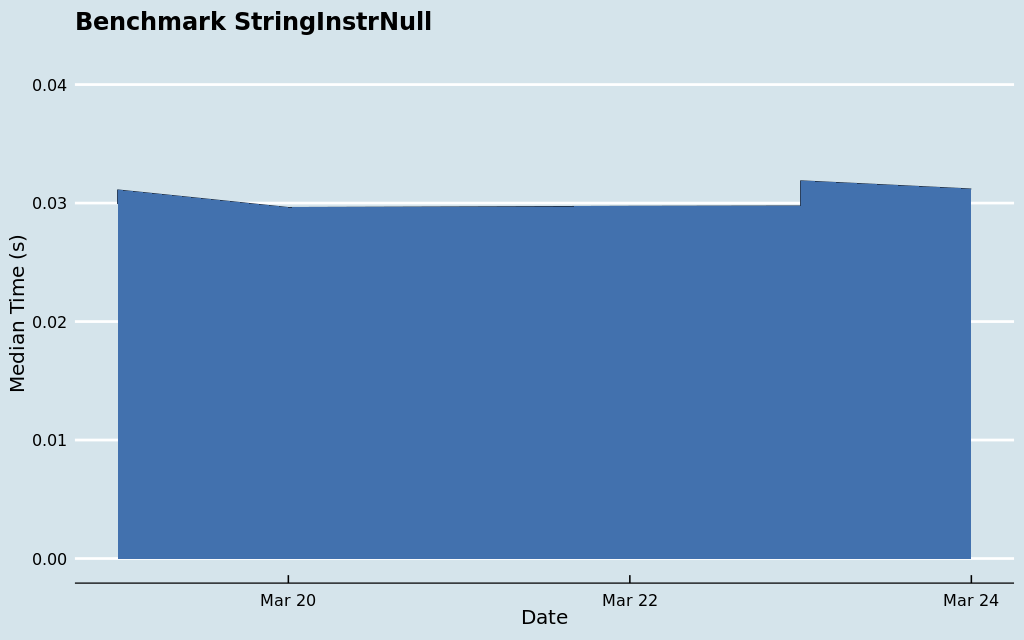 Benchmark StringInstrNull
0.04
0.03
0.02
0.01
0.00
Median Time (s)
Mar 20
Mar 22
Mar 24
Date